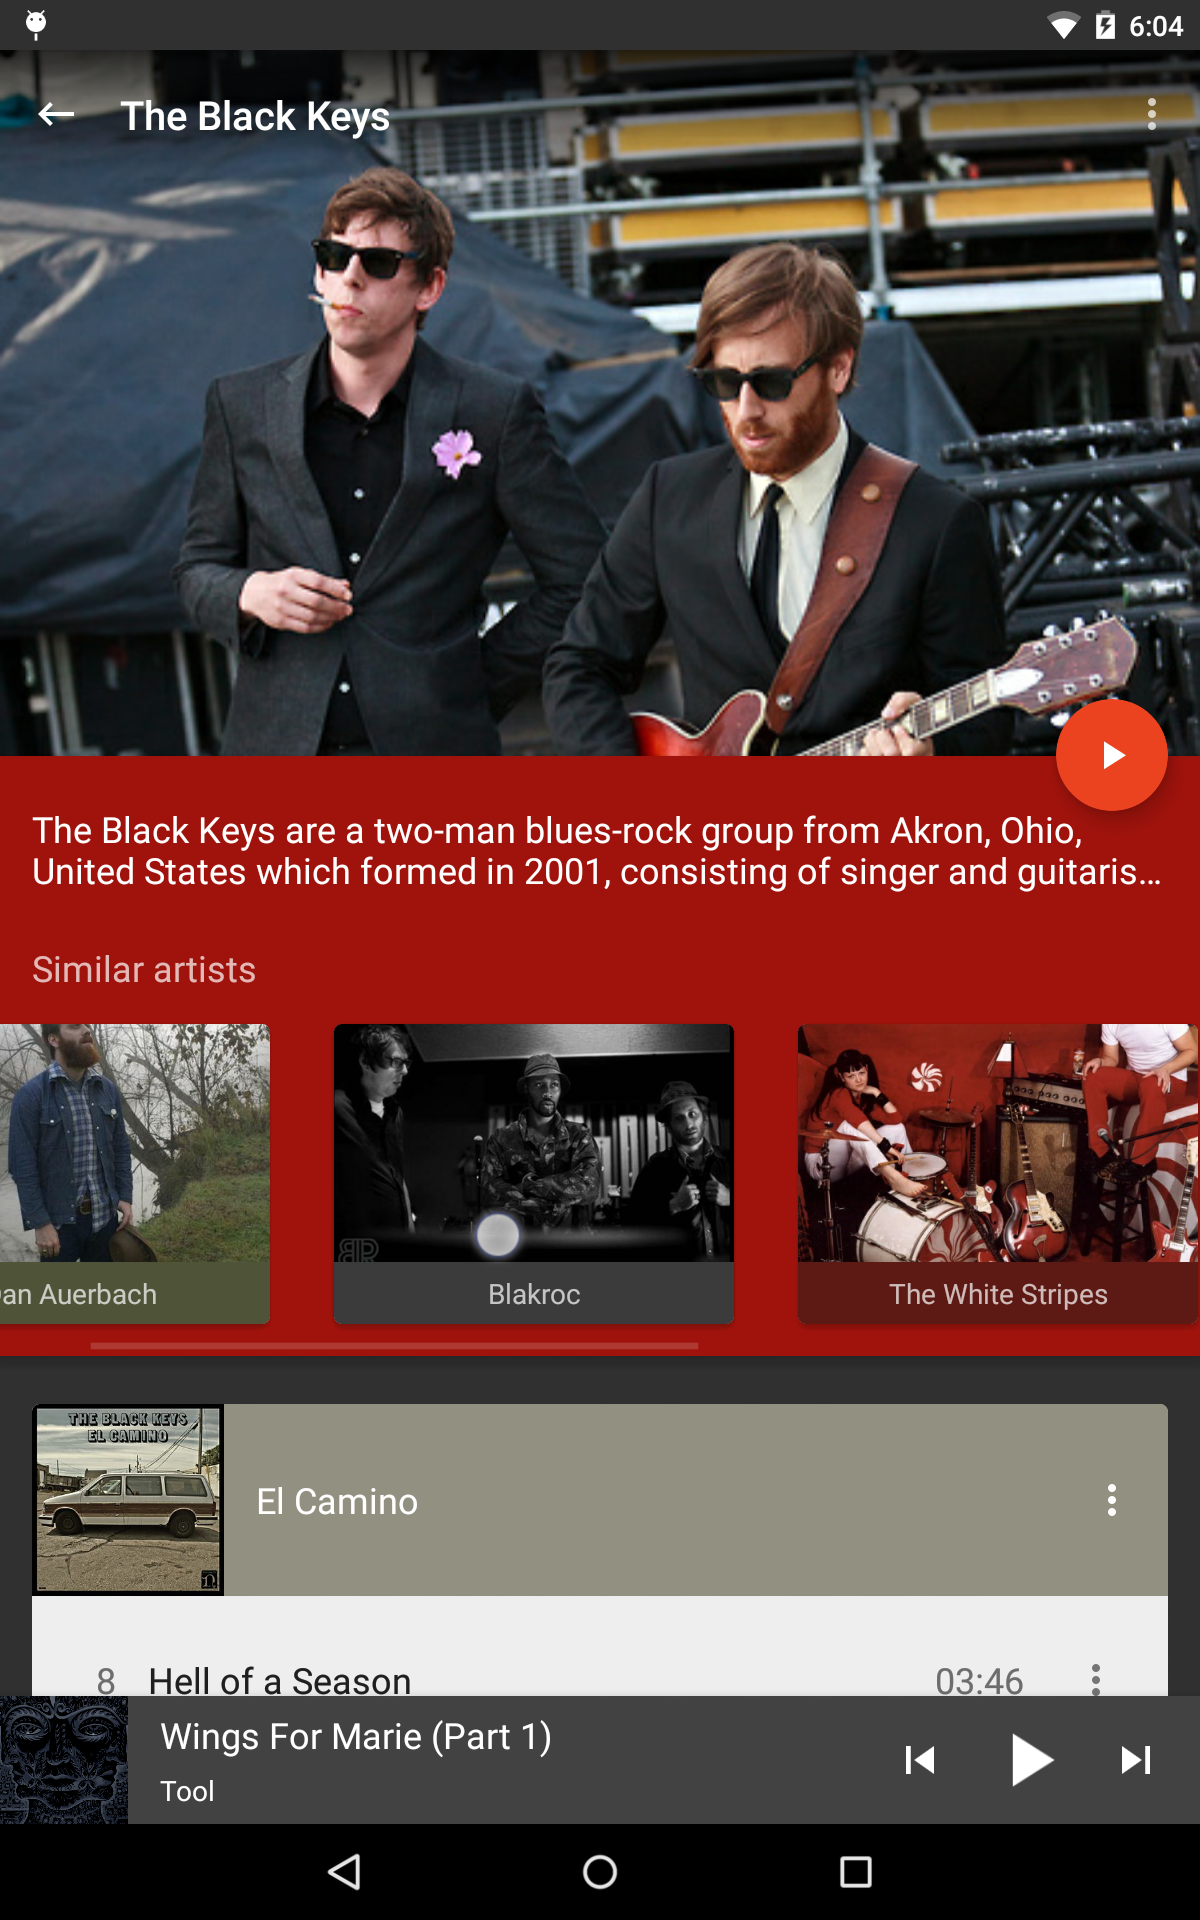 6:04
The Black Keys
The Black Keys are a two-man blues-rock group from Akron, Ohio,
United States which formed in 2001, consisting of singer and guitaris...
Similar artists
an Auerbach
Blakroc
The White Stripes
THE BLACK KEYS
EL CAMINO
El Camino
8 Hell of a Season 03:46
Wings For Marie (Part 1)
Tool